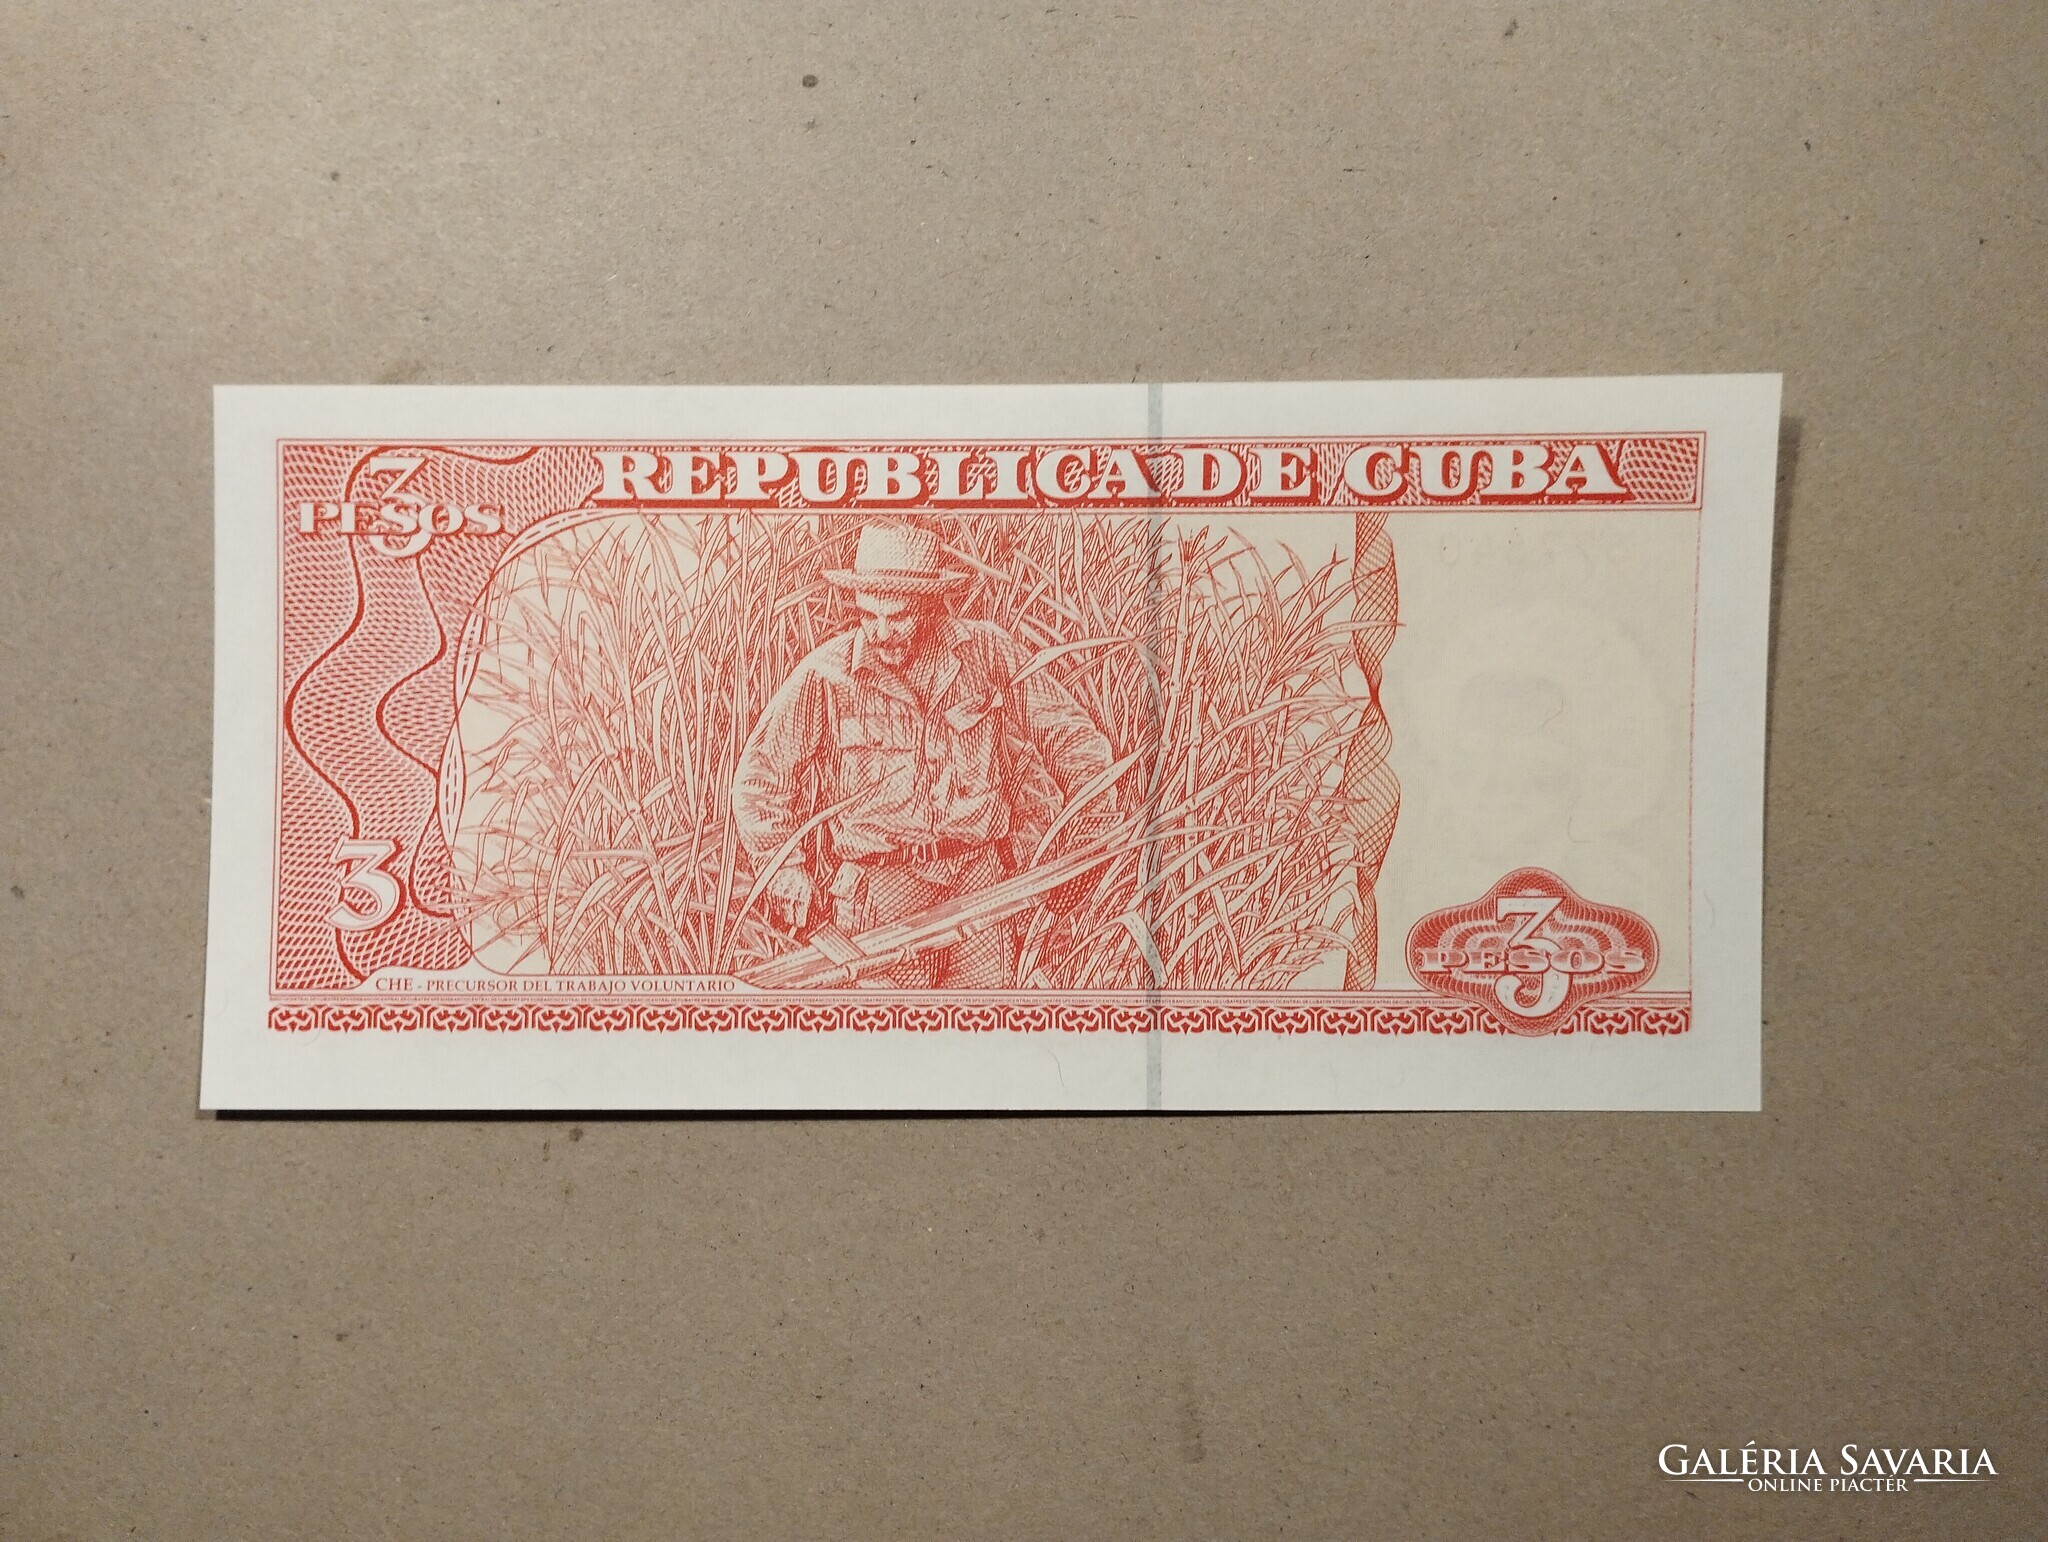 REPUBLICA DE CUBA
3
PESOS
3
CHE - PRECURSOR DEL TRABAJO VOLUNTARIO
3
PESOS
GALÉRIA SAVARIA
ONLINE PIACTÉR